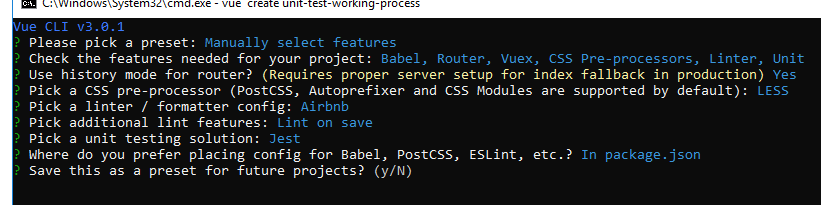 C:\Windows\System32\cmd.exe - vue create unit-test-working-process
Vue CLI v3.0.1
? Please pick a preset: Manually select features
? Check the features needed for your project: Babel, Router, Vuex, CSS Pre-processors, Linter, Unit
? Use history mode for router? (Requires proper server setup for index fallback in production) Yes
? Pick a CSS pre-processor (PostCSS, Autoprefixer and CSS Modules are supported by default): LESS
? Pick a linter / formatter config: Airbnb
? Pick additional lint features: Lint on save
? Pick a unit testing solution: Jest
? Where do you prefer placing config for Babel, PostCSS, ESLint, etc.? In package.json
? Save this as a preset for future projects? (y/N)